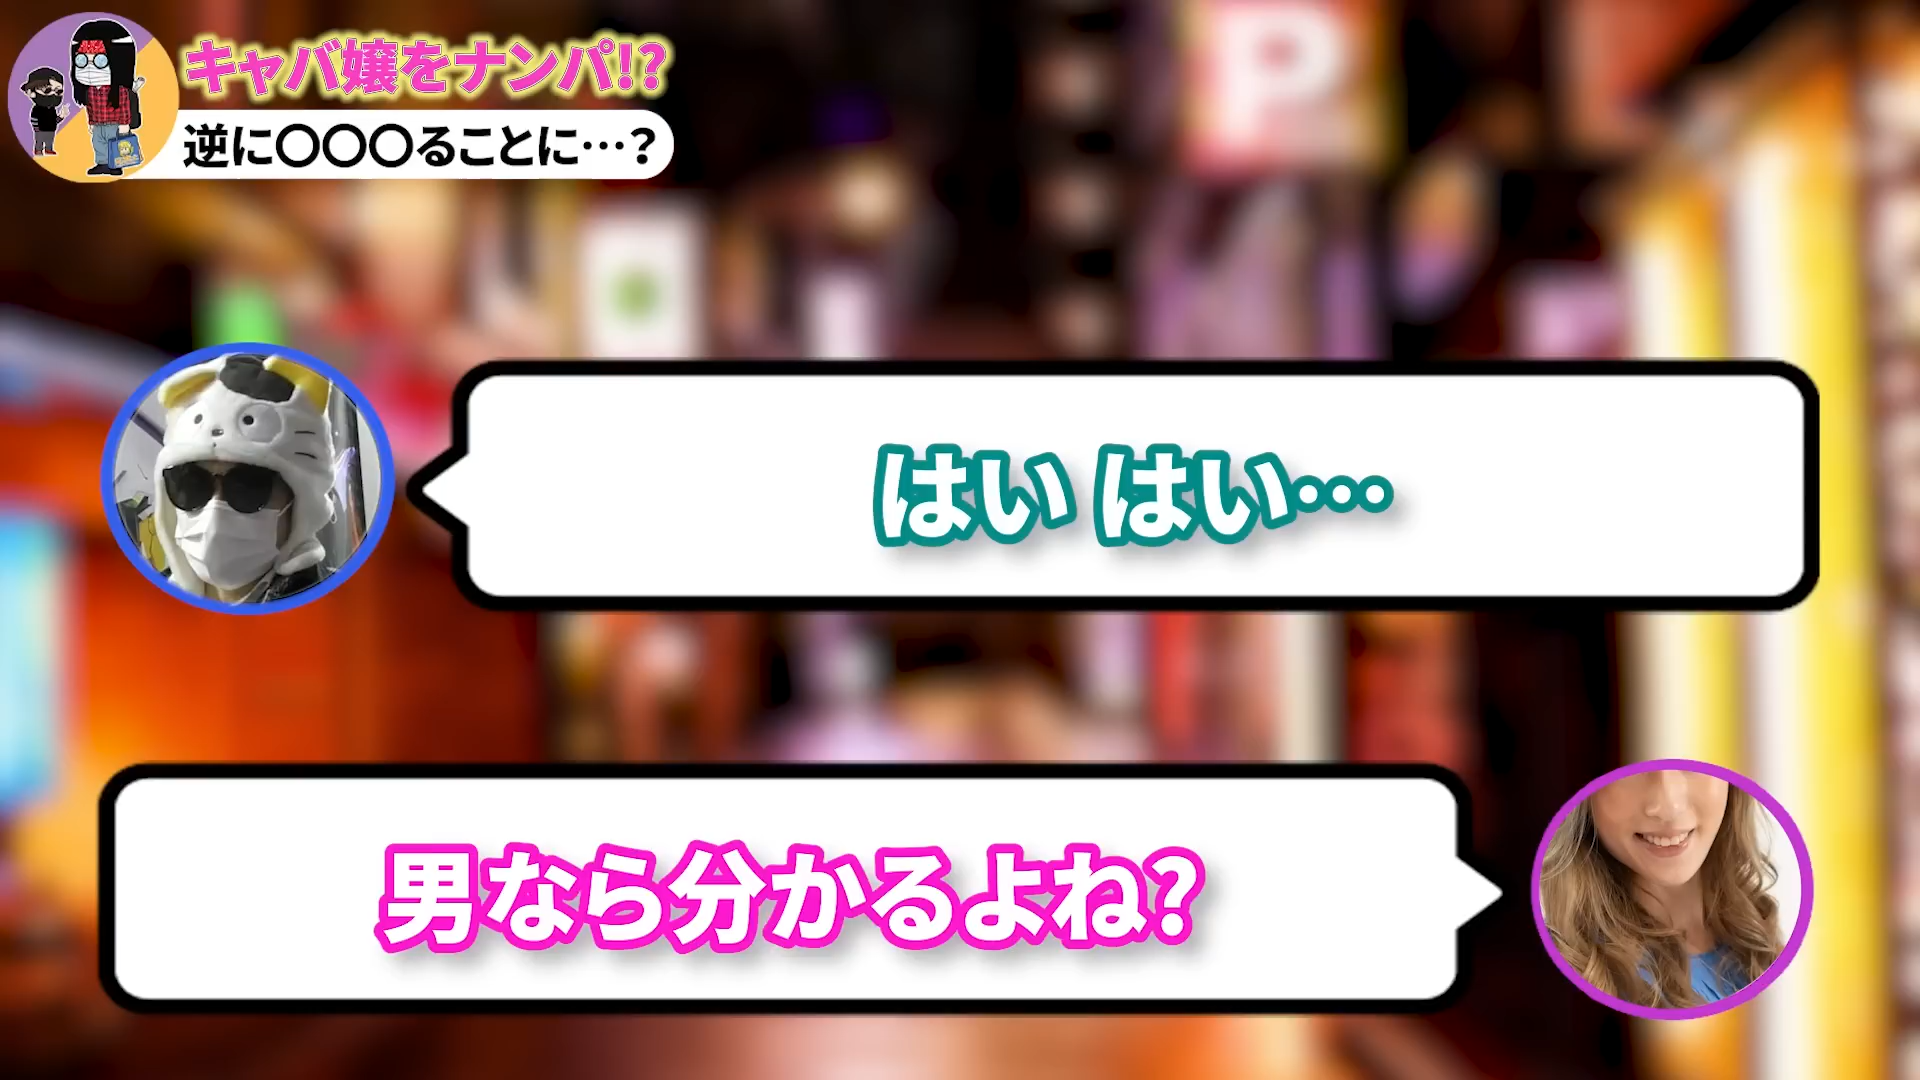 キャバ嬢をナンパ!?
逆に〇〇〇ることに…？
P
はい はい…
男なら分かるよね?